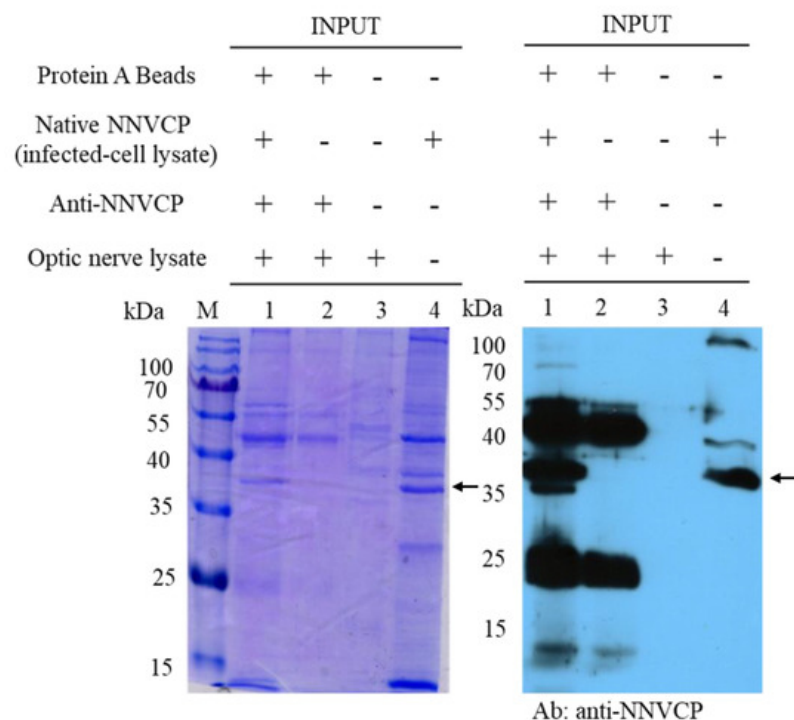 INPUT INPUT
Protein A Beads + + - - + + - -
Native NNVCP
(infected-cell lysate) + - - + + - - +
Anti-NNVCP + + - - + + - -
Optic nerve lysate + + + - + + + -
kDa M 1 2 3 4 kDa 1 2 3 4
100 100
70 70
55 55
40 40
35 35
25 25
15 15
Ab: anti-NNVCP